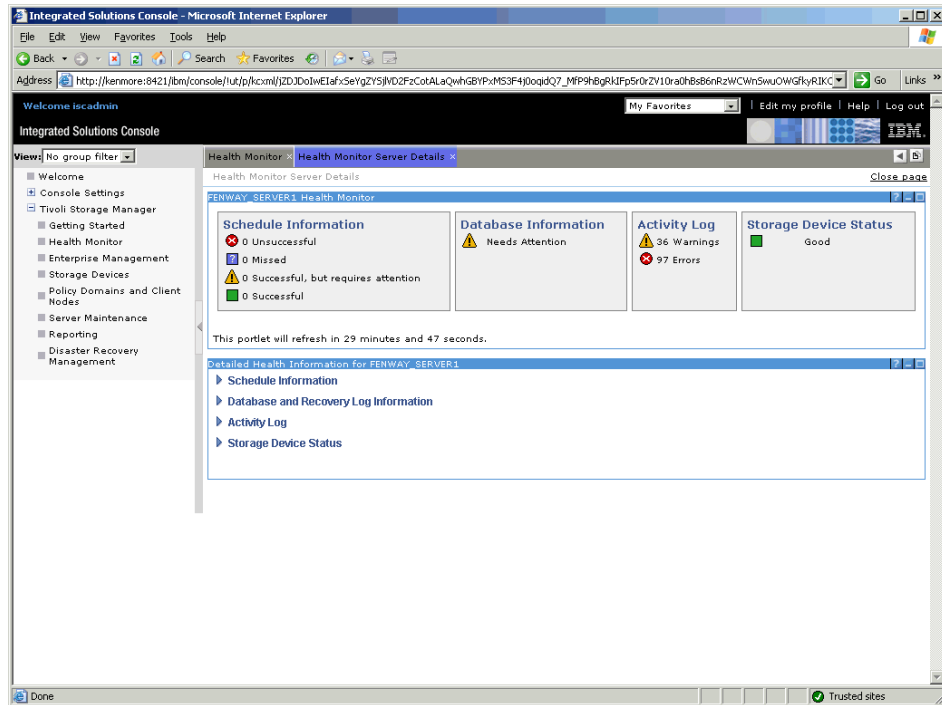 Integrated Solutions Console - Microsoft Internet Explorer
File Edit View Favorites Tools Help
Back Search Favorites
Address http://kenmore:8421/ibm/console/!ut/p/kcxml/ Go Links »
Welcome iscadmin My Favorites Edit my profile | Help | Log out
Integrated Solutions Console IBM.
View: No group filter Health Monitor × Health Monitor Server Details ×
Welcome
Console Settings
Tivoli Storage Manager
Getting Started
Health Monitor
Enterprise Management
Storage Devices
Policy Domains and Client
Nodes
Server Maintenance
Reporting
Disaster Recovery
Management
Health Monitor Server Details Close page
FENWAY_SERVER1 Health Monitor
Schedule Information
0 Unsuccessful
0 Missed
0 Successful, but requires attention
0 Successful
Database Information
Needs Attention
Activity Log
36 Warnings
97 Errors
Storage Device Status
Good
This portlet will refresh in 29 minutes and 47 seconds.
Detailed Health Information for FENWAY_SERVER1
Schedule Information
Database and Recovery Log Information
Activity Log
Storage Device Status
Done Trusted sites